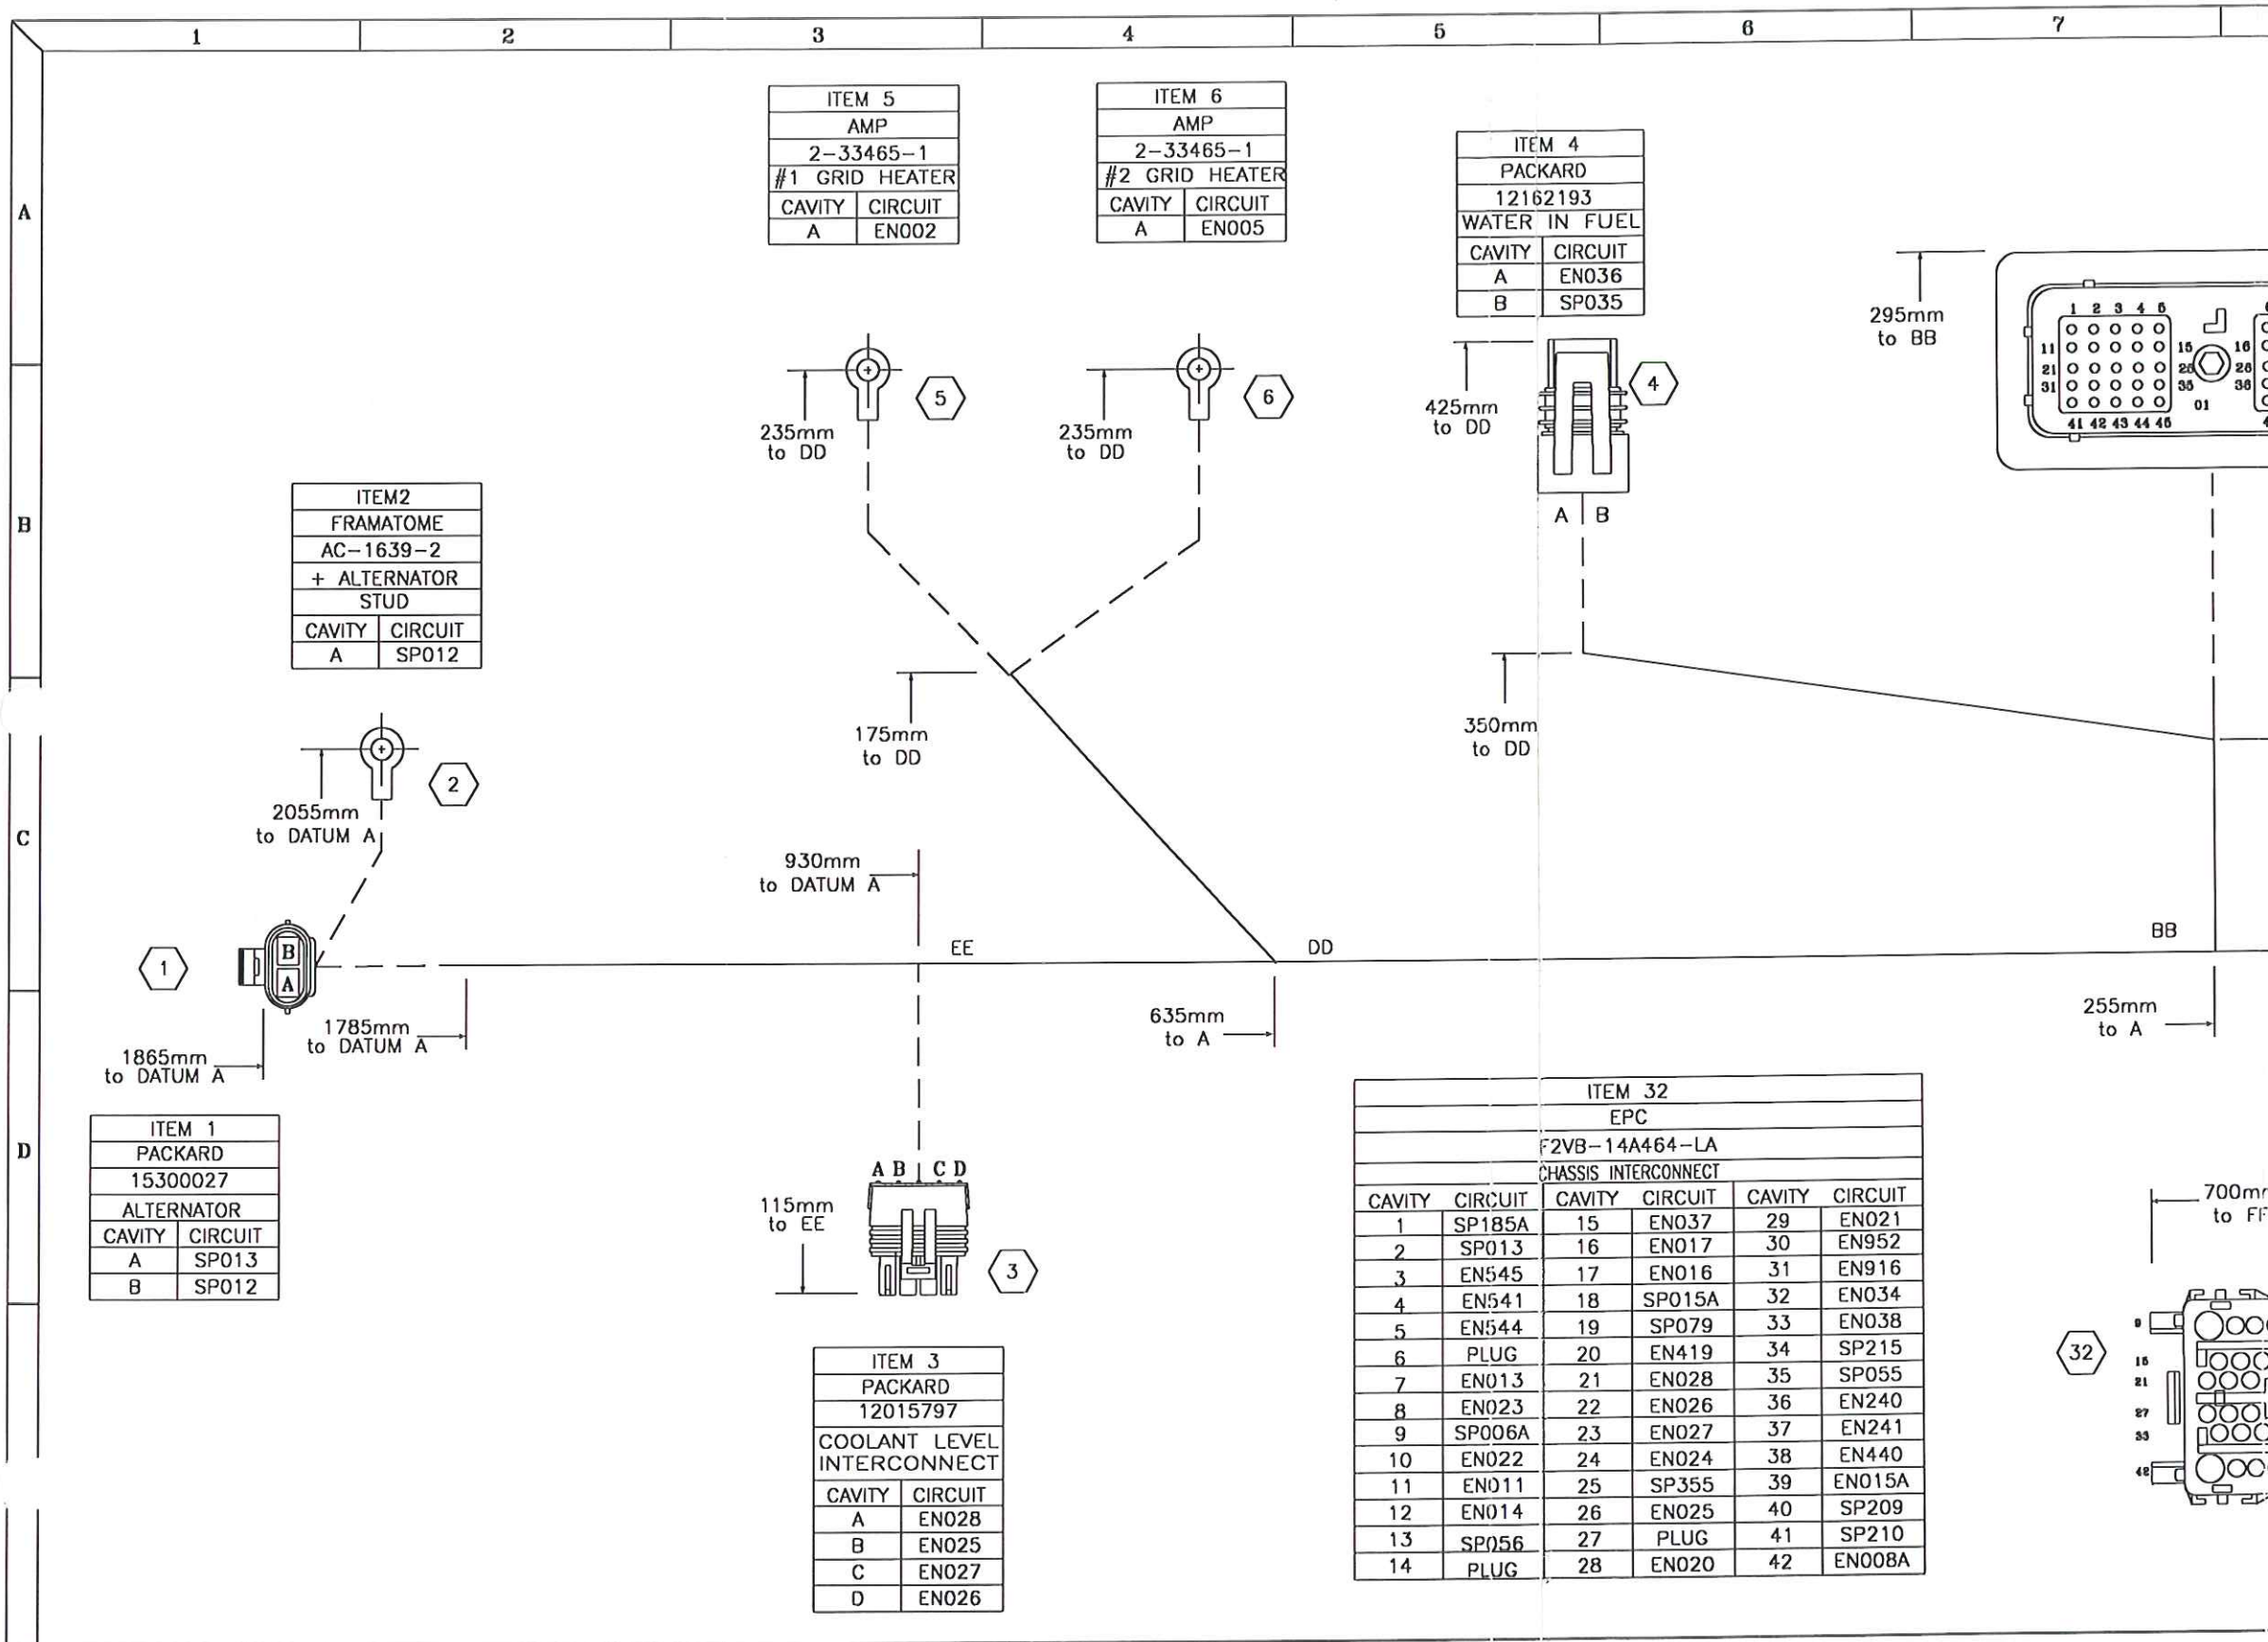 1 2 3 4 5 6 7
A
B
C
D
ITEM 5
AMP
2-33465-1
#1 GRID HEATER
CAVITY CIRCUIT
A EN002
ITEM 6
AMP
2-33465-1
#2 GRID HEATER
CAVITY CIRCUIT
A EN005
ITEM 4
PACKARD
12162193
WATER IN FUEL
CAVITY CIRCUIT
A EN036
B SP035
295mm
to BB
1 2 3 4 5
11 15 16
21 26
31 35 36
01
41 42 43 44 45
5
235mm
to DD
6
235mm
to DD
4
425mm
to DD
A B
ITEM2
FRAMATOME
AC-1639-2
+ ALTERNATOR
STUD
CAVITY CIRCUIT
A SP012
175mm
to DD
350mm
to DD
2
2055mm
to DATUM A
930mm
to DATUM A
EE
DD
BB
1
B
A
1785mm
to DATUM A
1865mm
to DATUM A
635mm
to A
255mm
to A
ITEM 1
PACKARD
15300027
ALTERNATOR
CAVITY CIRCUIT
A SP013
B SP012
A B C D
115mm
to EE
3
ITEM 3
PACKARD
12015797
COOLANT LEVEL
INTERCONNECT
CAVITY CIRCUIT
A EN028
B EN025
C EN027
D EN026
ITEM 32
EPC
F2VB-14A464-LA
CHASSIS INTERCONNECT
CAVITY CIRCUIT CAVITY CIRCUIT CAVITY CIRCUIT
1 SP185A 15 EN037 29 EN021
2 SP013 16 EN017 30 EN952
3 EN545 17 EN016 31 EN916
4 EN541 18 SP015A 32 EN034
5 EN544 19 SP079 33 EN038
6 PLUG 20 EN419 34 SP215
7 EN013 21 EN028 35 SP055
8 EN023 22 EN026 36 EN240
9 SP006A 23 EN027 37 EN241
10 EN022 24 EN024 38 EN440
11 EN011 25 SP355 39 EN015A
12 EN014 26 EN025 40 SP209
13 SP056 27 PLUG 41 SP210
14 PLUG 28 EN020 42 EN008A
700m
to FF
32
9
15
21
27
33
42